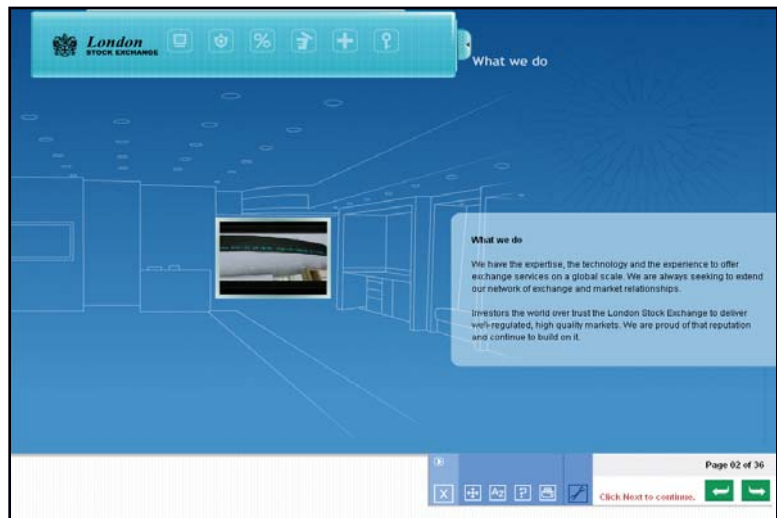 London
STOCK EXCHANGE
%
What we do
What we do
We have the expertise, the technology and the experience to offer
exchange services on a global scale. We are always seeking to extend
our network of exchange and market relationships.
Investors the world over trust the London Stock Exchange to deliver
well-regulated, high quality markets. We are proud of that reputation
and continue to build on it.
Page 02 of 36
X
AZ
?
Click Next to continue.